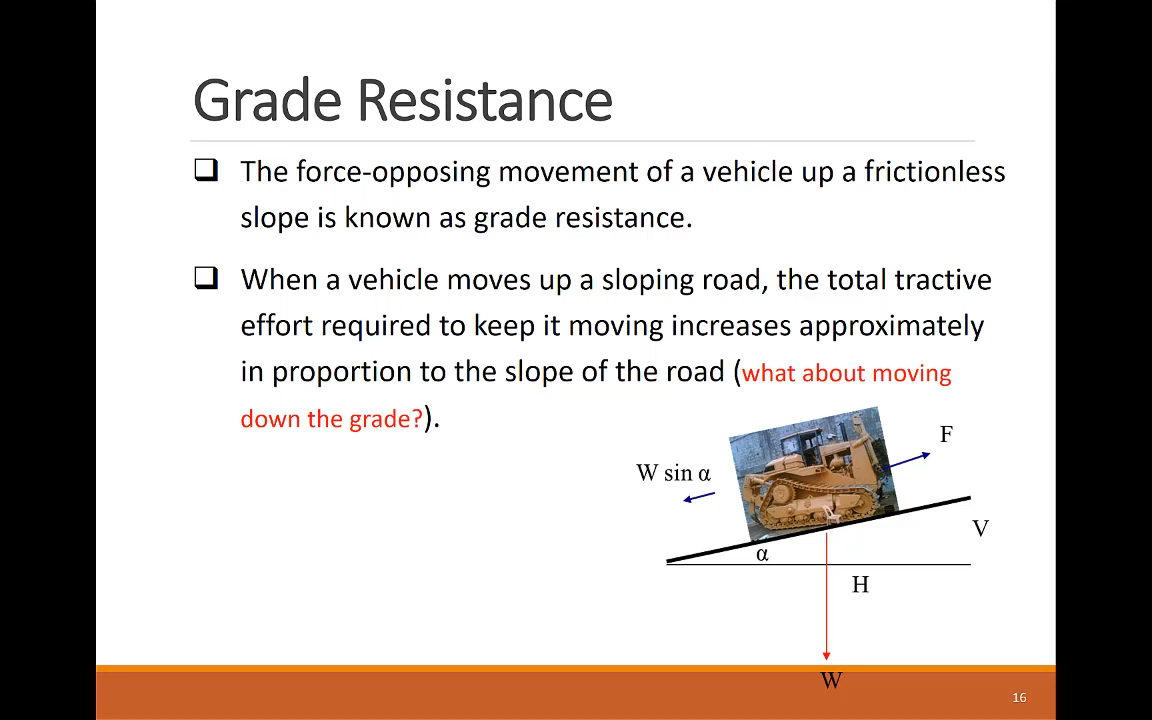 Grade Resistance
❑ The force-opposing movement of a vehicle up a frictionless
slope is known as grade resistance.
❑ When a vehicle moves up a sloping road, the total tractive
effort required to keep it moving increases approximately
in proportion to the slope of the road (what about moving
down the grade?).
F
W sin α
V
α
H
W
16